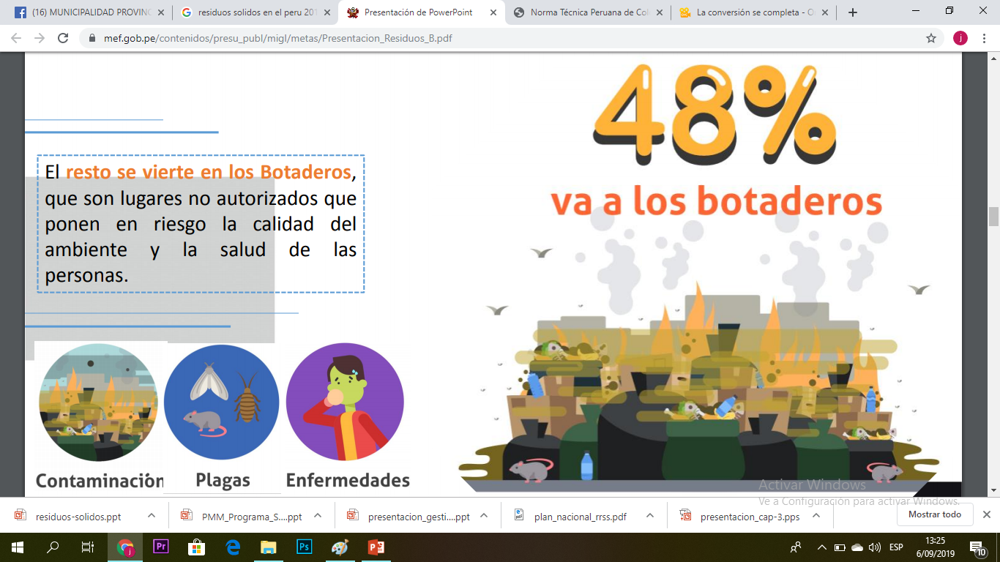 (16) MUNICIPALIDAD PROVINC
residuos solidos en el peru 201
Presentación de PowerPoint
Norma Técnica Peruana de Col
La conversión se completa - O
mef.gob.pe/contenidos/presu_publ/migl/metas/Presentacion_Residuos_B.pdf
j
48%
va a los botaderos
El resto se vierte en los Botaderos,
que son lugares no autorizados que
ponen en riesgo la calidad del
ambiente y la salud de las
personas.
Contaminación
Plagas
Enfermedades
Activar Windows
Ve a Configuración para activar Windows.
residuos-solidos.ppt
PMM_Programa_S....ppt
presentacion_gesti....ppt
plan_nacional_rrss.pdf
presentacion_cap-3.pps
Mostrar todo
j
Pr
Ps
ESP
13:25
6/09/2019
10